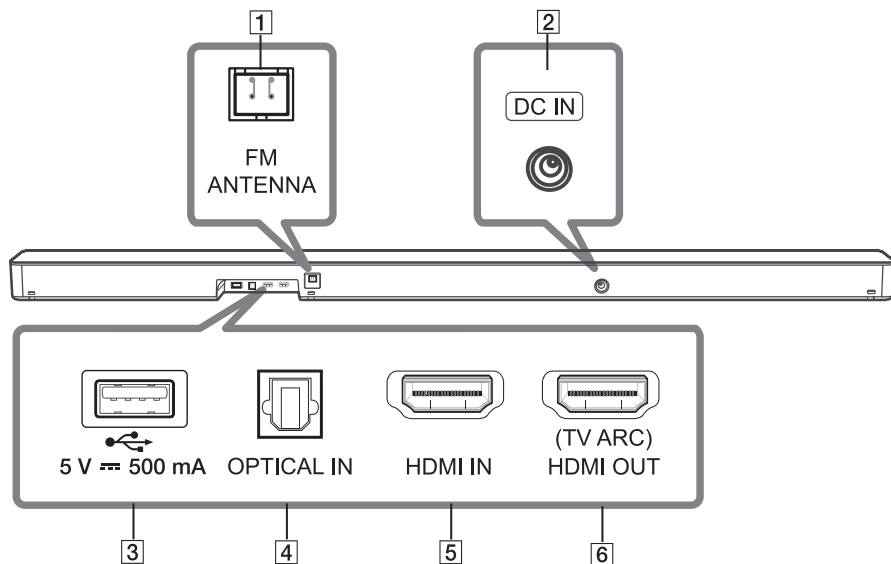 1
2
FM
ANTENNA
DC IN
5 V ⎓ 500 mA
OPTICAL IN
HDMI IN
(TV ARC)
HDMI OUT
3
4
5
6